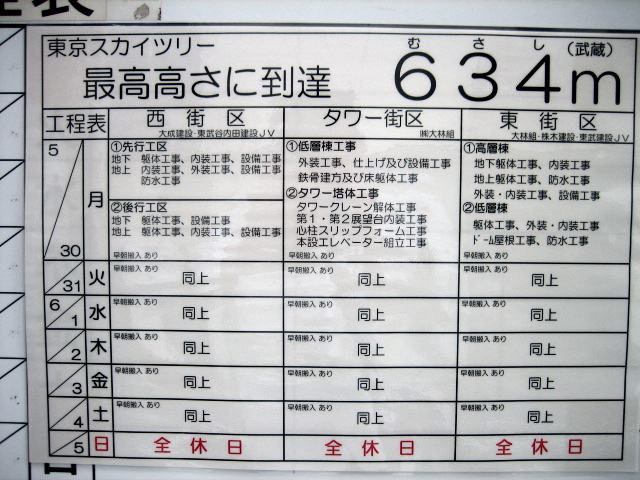 東京スカイツリー
最高高さに到達 634m (武蔵)
むさし
工程表 西街区 タワー街区 東街区
大成建設・東武谷内田建設JV ㈱大林組 大林組・株木建設・東武建設JV
5/30 月
①先行工区
地下 躯体工事、内装工事、設備工事
地上 内装工事、外装工事、設備工事
防水工事
②後行工区
地下 躯体工事、設備工事
地上 躯体工事、内装工事、設備工事
早朝搬入 あり
①低層棟工事
外装工事、仕上げ及び設備工事
鉄骨建方及び床躯体工事
②タワー塔体工事
タワークレーン解体工事
第1・第2展望台内装工事
心柱スリップフォーム工事
本設エレベーター組立工事
早朝搬入 あり
①高層棟
地下躯体工事、内装工事
地上躯体工事、防水工事
外装・内装工事、設備工事
②低層棟
躯体工事、外装・内装工事
ドーム屋根工事、防水工事
早朝搬入 あり
31 火 早朝搬入 あり 同上 早朝搬入 あり 同上 早朝搬入 あり 同上
6/1 水 早朝搬入 あり 同上 早朝搬入 あり 同上 早朝搬入 あり 同上
2 木 早朝搬入 あり 同上 早朝搬入 あり 同上 早朝搬入 あり 同上
3 金 早朝搬入 あり 同上 早朝搬入 あり 同上 早朝搬入 あり 同上
4 土 早朝搬入 あり 同上 早朝搬入 あり 同上 早朝搬入 あり 同上
5 日 全休日 全休日 全休日